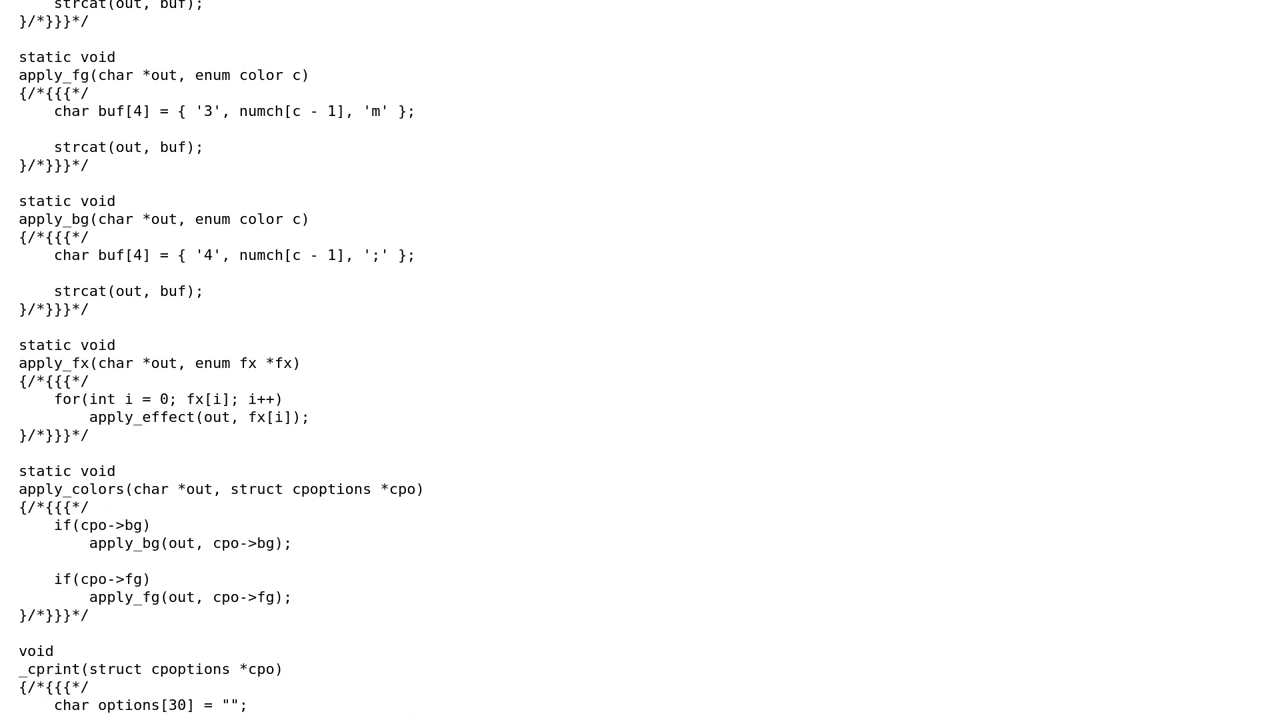 strcat(out, buf);
}/*}}}*/

static void
apply_fg(char *out, enum color c)
{/*{{{*/
    char buf[4] = { '3', numch[c - 1], 'm' };

    strcat(out, buf);
}/*}}}*/

static void
apply_bg(char *out, enum color c)
{/*{{{*/
    char buf[4] = { '4', numch[c - 1], ';' };

    strcat(out, buf);
}/*}}}*/

static void
apply_fx(char *out, enum fx *fx)
{/*{{{*/
    for(int i = 0; fx[i]; i++)
        apply_effect(out, fx[i]);
}/*}}}*/

static void
apply_colors(char *out, struct cpoptions *cpo)
{/*{{{*/
    if(cpo->bg)
        apply_bg(out, cpo->bg);

    if(cpo->fg)
        apply_fg(out, cpo->fg);
}/*}}}*/

void
_cprint(struct cpoptions *cpo)
{/*{{{*/
    char options[30] = "";